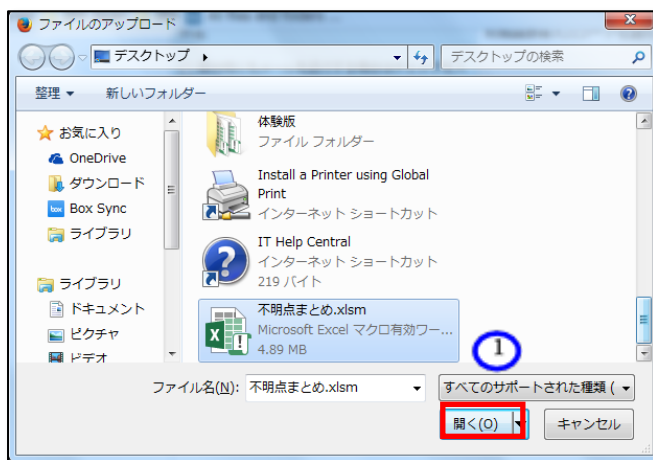 ファイルのアップロード
デスクトップ
デスクトップの検索
整理
新しいフォルダー
お気に入り
OneDrive
ダウンロード
box Box Sync
ライブラリ
ライブラリ
ドキュメント
ピクチャ
ビデオ
体験版
ファイル フォルダー
Install a Printer using Global
Print
インターネット ショートカット
IT Help Central
インターネット ショートカット
219 バイト
不明点まとめ.xlsm
Microsoft Excel マクロ有効ワー...
4.89 MB
1
ファイル名(N): 不明点まとめ.xlsm
すべてのサポートされた種類 (
開く(O)
キャンセル